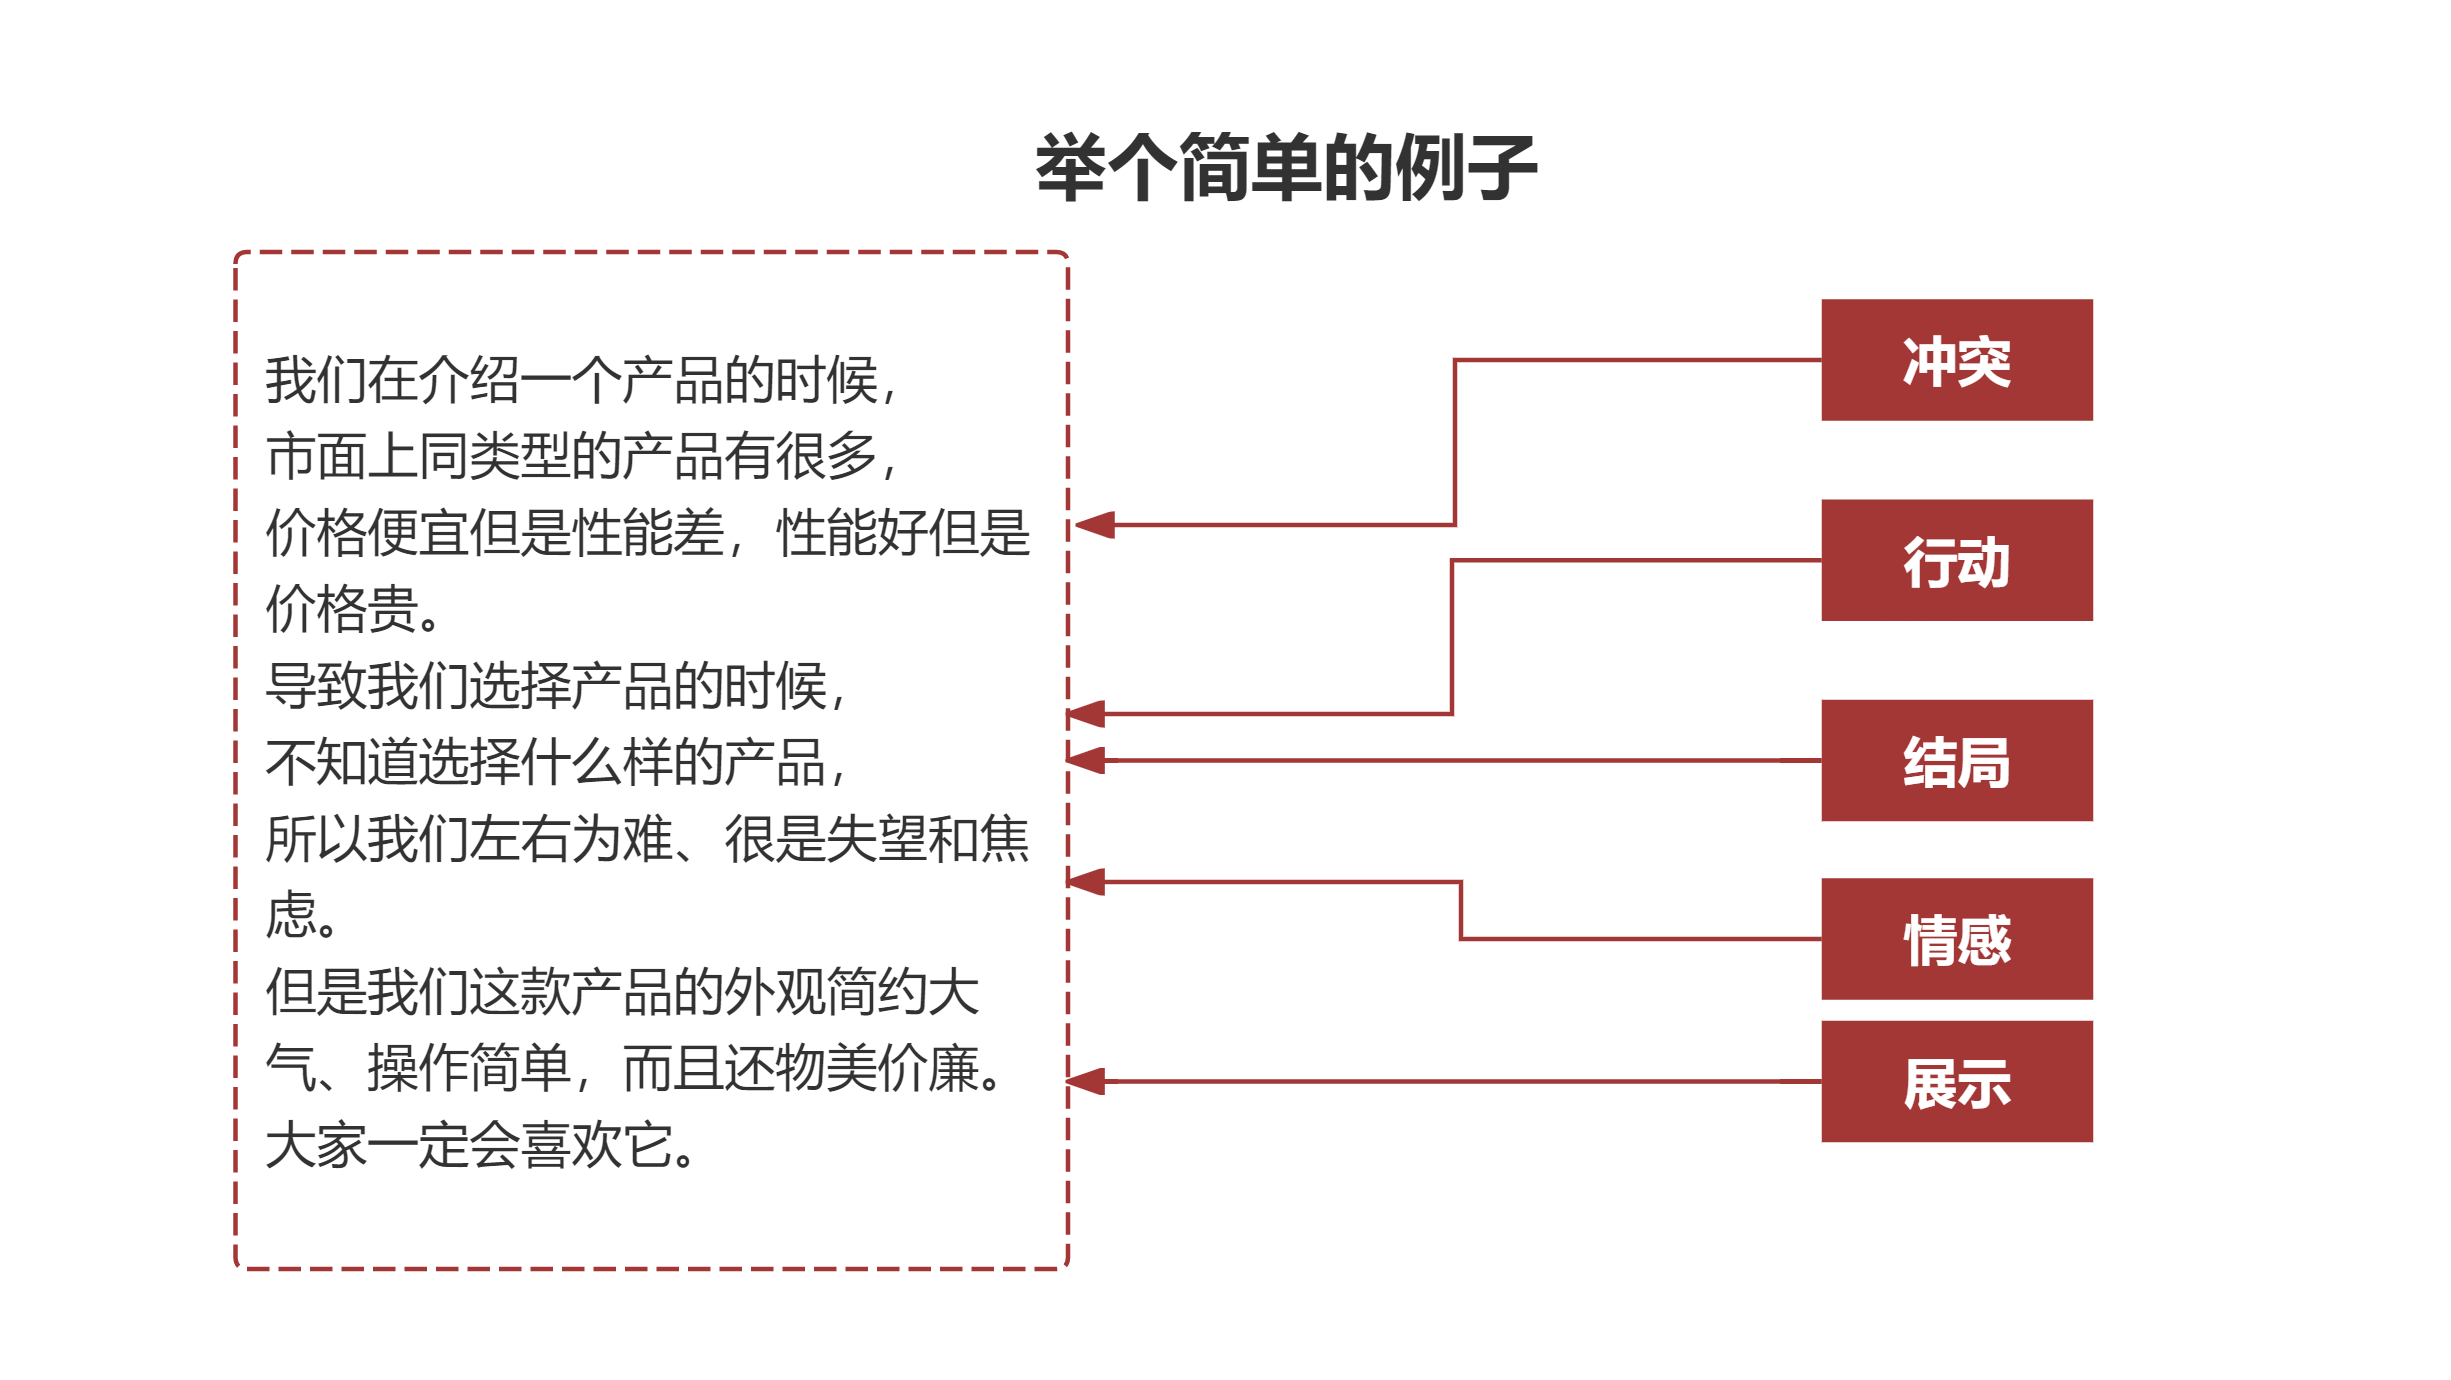 举个简单的例子
我们在介绍一个产品的时候，
市面上同类型的产品有很多，
价格便宜但是性能差，性能好但是
价格贵。
导致我们选择产品的时候，
不知道选择什么样的产品，
所以我们左右为难、很是失望和焦
虑。
但是我们这款产品的外观简约大
气、操作简单，而且还物美价廉。
大家一定会喜欢它。
冲突
行动
结局
情感
展示